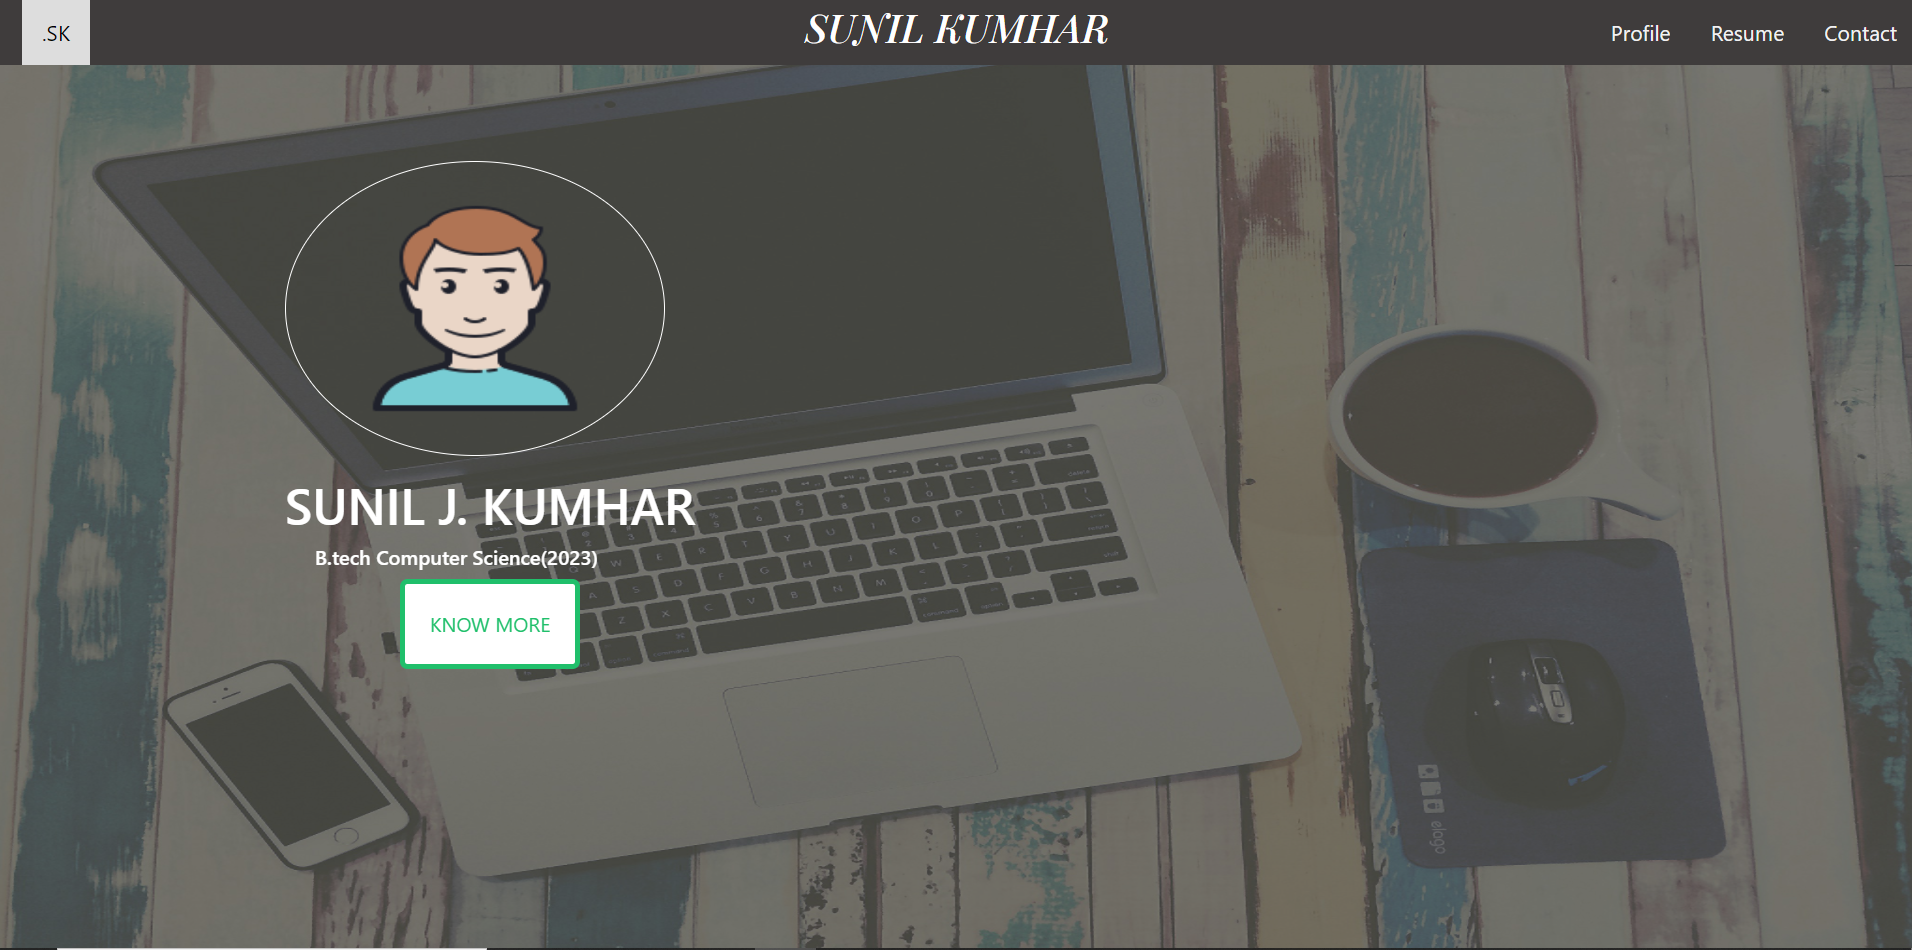 .SK
SUNIL KUMHAR
Profile
Resume
Contact
SUNIL J. KUMHAR
B.tech Computer Science(2023)
KNOW MORE
elago